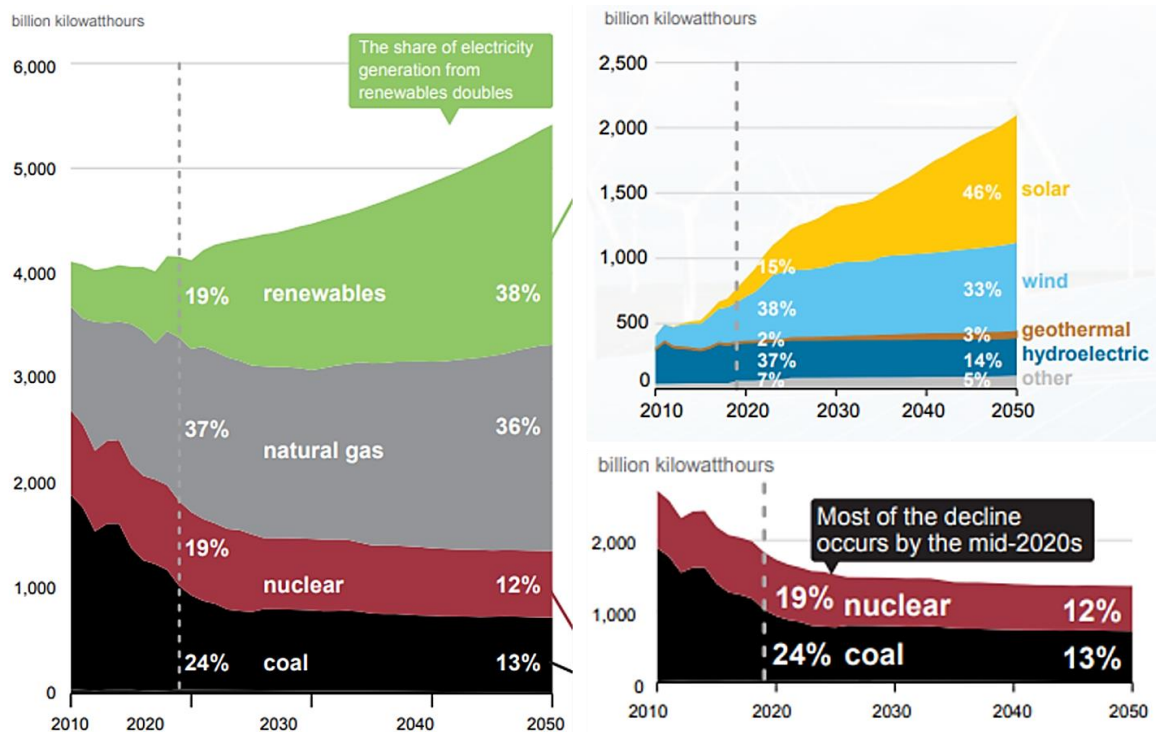 billion kilowatthours
6,000
The share of electricity
generation from
renewables doubles
5,000
4,000
19% renewables 38%
3,000
37% natural gas 36%
2,000
19% nuclear 12%
1,000
24% coal 13%
0
2010 2020 2030 2040 2050
billion kilowatthours
2,500
2,000
1,500
46% solar
1,000
15%
38% 33% wind
500
2% 3% geothermal
37% 14% hydroelectric
0 7% 5% other
2010 2020 2030 2040 2050
billion kilowatthours
Most of the decline
occurs by the mid-2020s
2,000
19% nuclear 12%
1,000
24% coal 13%
0
2010 2020 2030 2040 2050